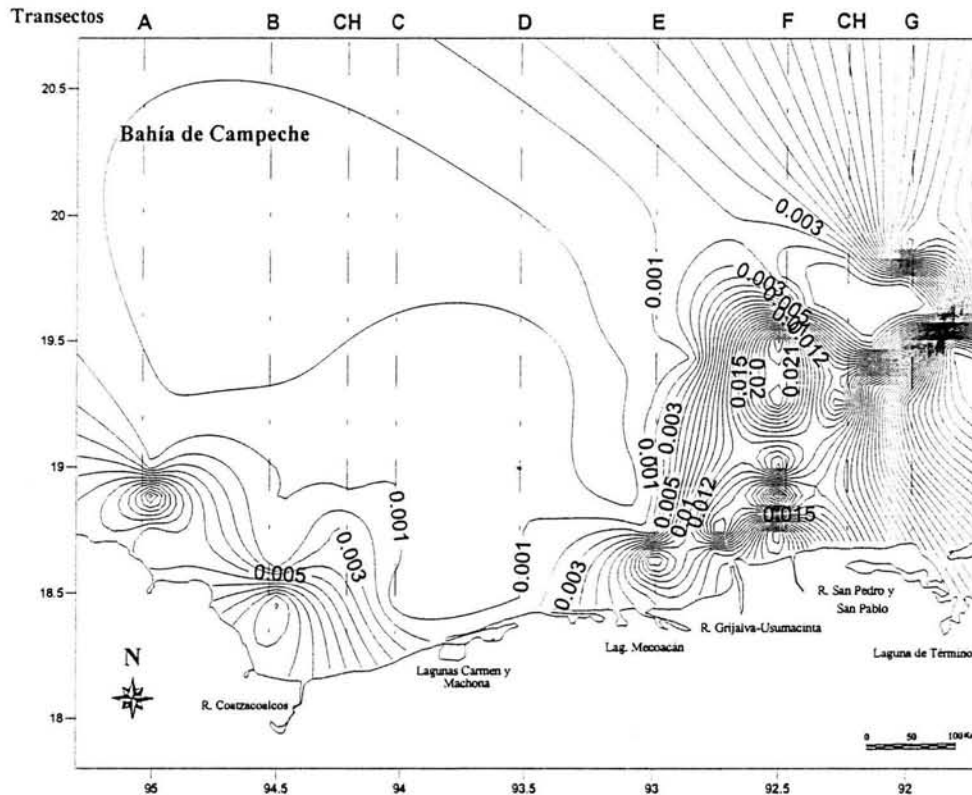 Transectos A B CH C D E F CH G
20.5
Bahía de Campeche
20
0.003
0.001
0.003
0.005
0.01
0.012
19.5
0.015
0.02
0.021
0.003
0.001
19
0.005
0.01
0.012
0.015
0.001
0.003
0.005
0.001
0.003
18.5
R. San Pedro y
San Pablo
R. Grijalva-Usumacinta
Lag. Mecoacán
Laguna de Término
Lagunas Carmen y
Machona
N
R. Coatzacoalcos
18
0 50 100 K
95 94.5 94 93.5 93 92.5 92